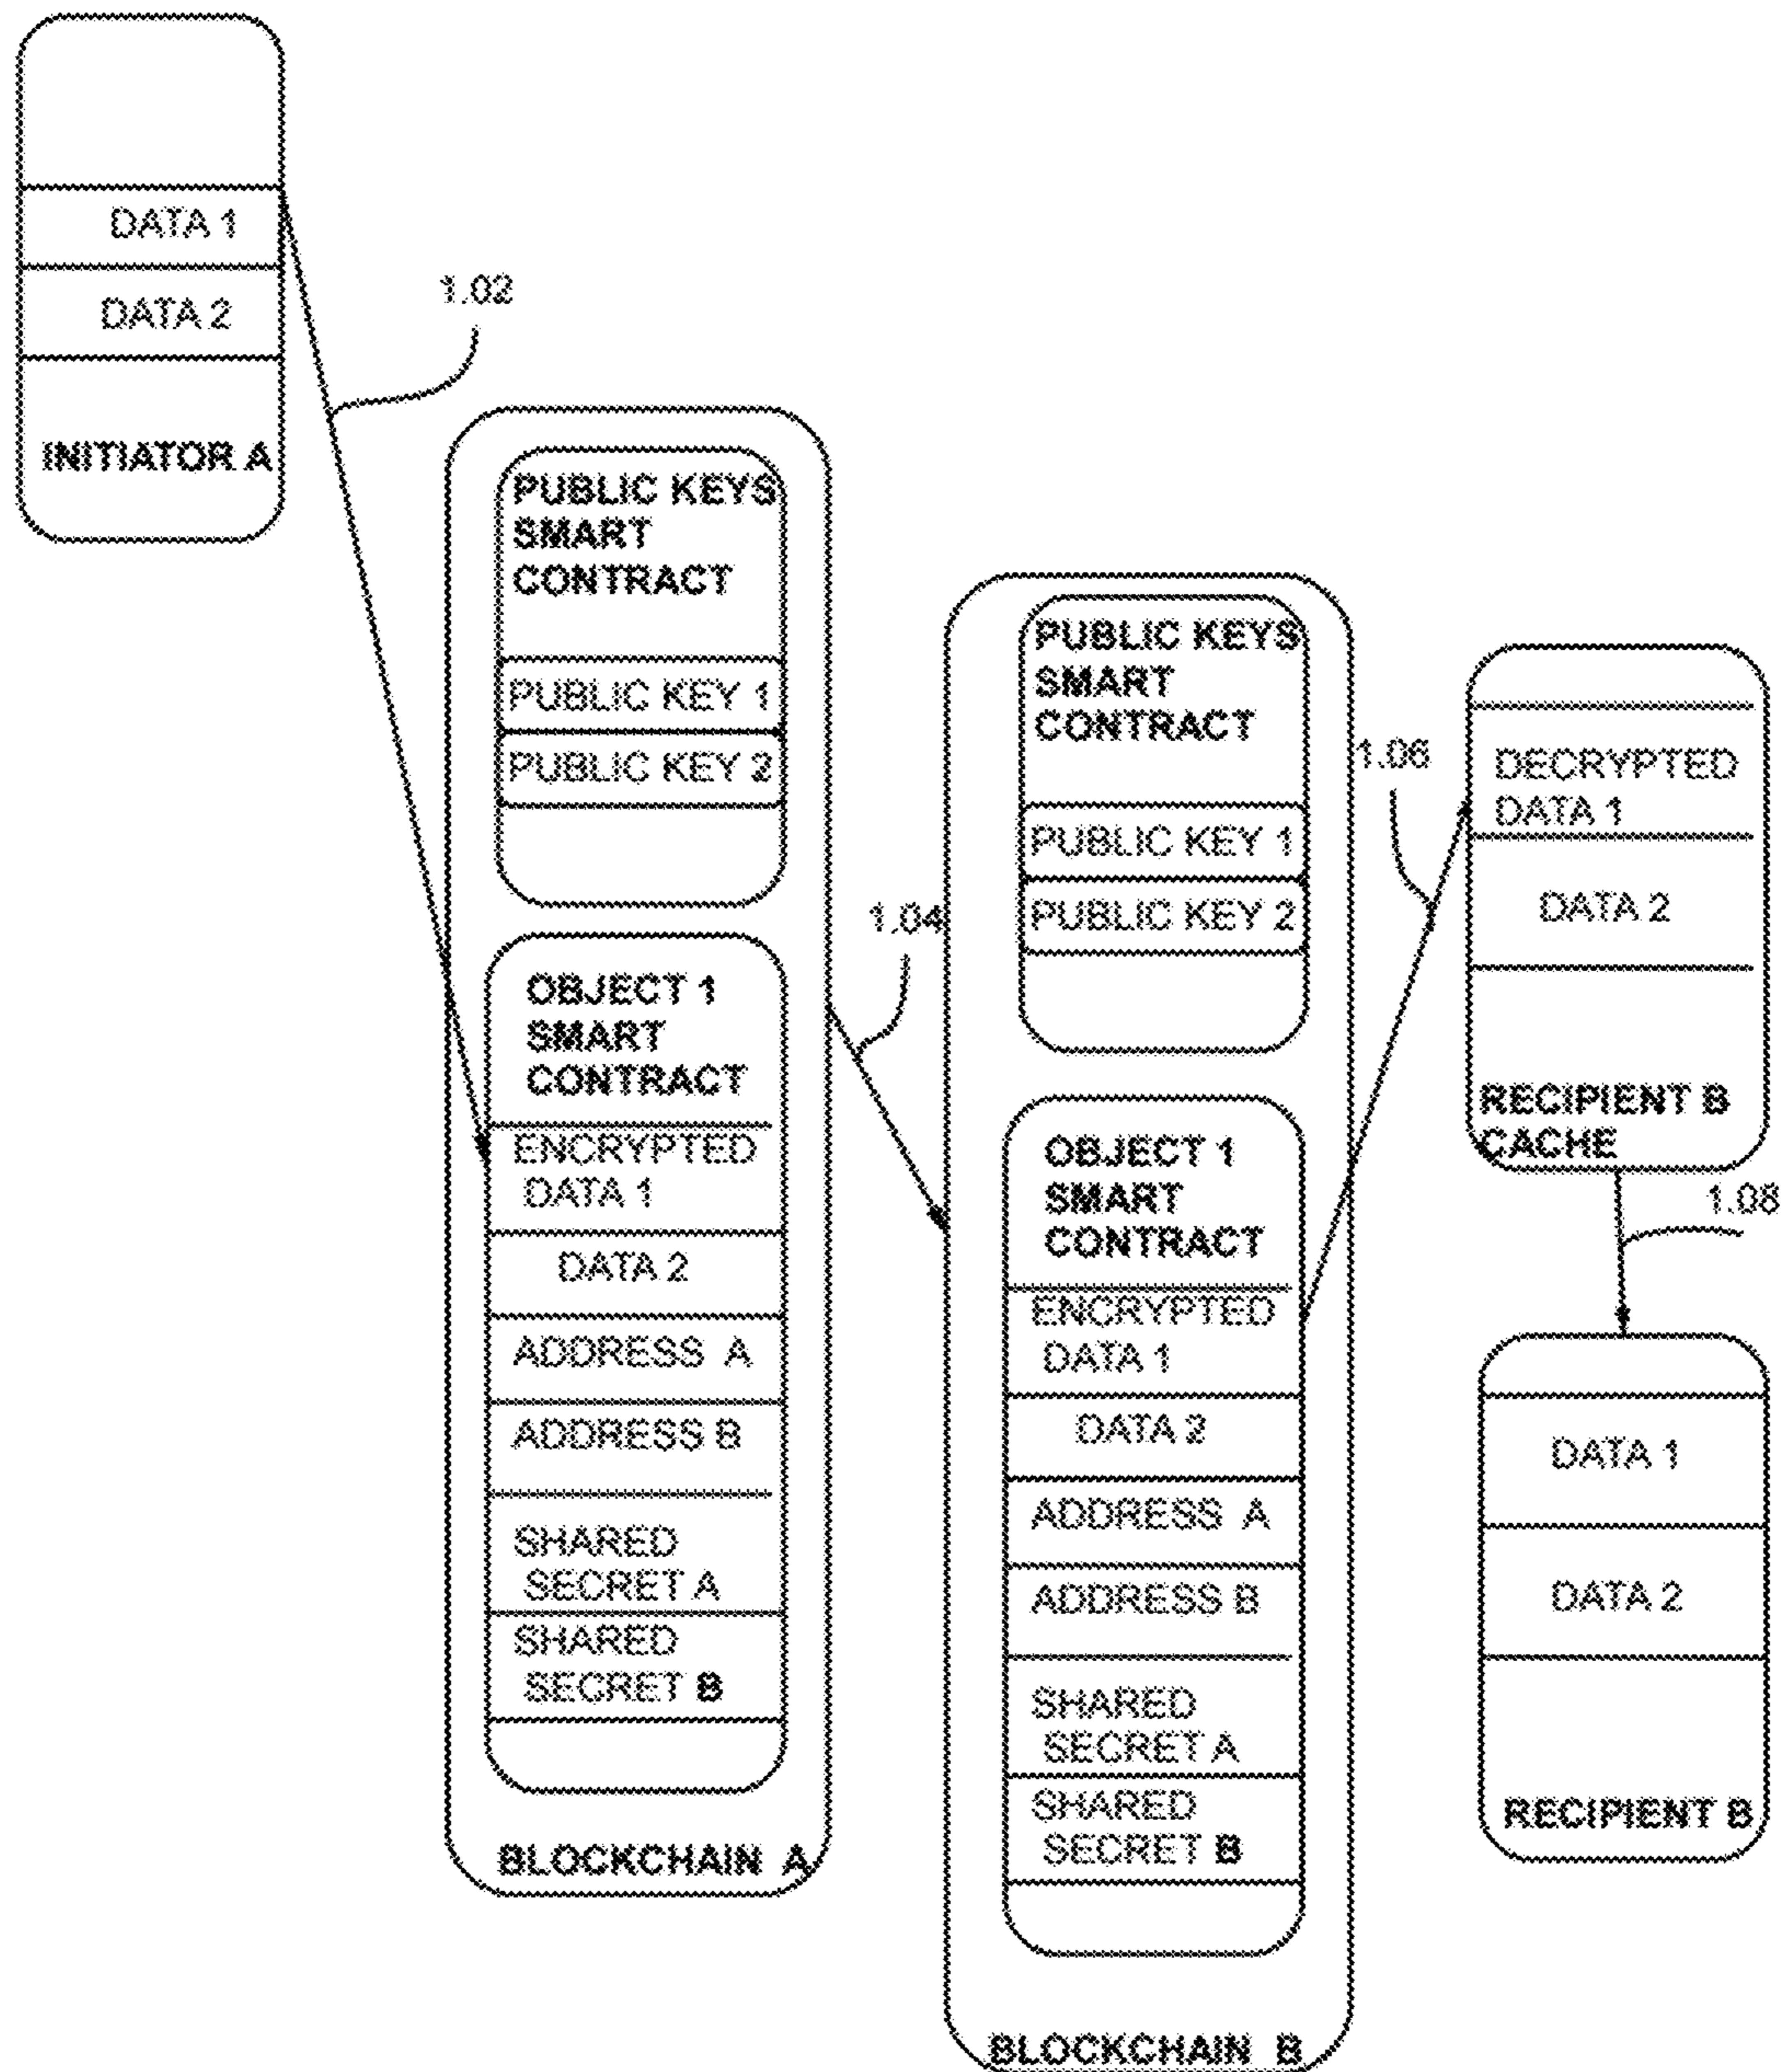 DATA 1
DATA 2
INITIATOR A
1.02
PUBLIC KEYS
SMART
CONTRACT
PUBLIC KEY 1
PUBLIC KEY 2
OBJECT 1
SMART
CONTRACT
ENCRYPTED
DATA 1
DATA 2
ADDRESS A
ADDRESS B
SHARED
SECRET A
SHARED
SECRET B
BLOCKCHAIN A
1.04
PUBLIC KEYS
SMART
CONTRACT
PUBLIC KEY 1
PUBLIC KEY 2
OBJECT 1
SMART
CONTRACT
ENCRYPTED
DATA 1
DATA 2
ADDRESS A
ADDRESS B
SHARED
SECRET A
SHARED
SECRET B
BLOCKCHAIN B
1.06
DECRYPTED
DATA 1
DATA 2
RECIPIENT B
CACHE
1.08
DATA 1
DATA 2
RECIPIENT B